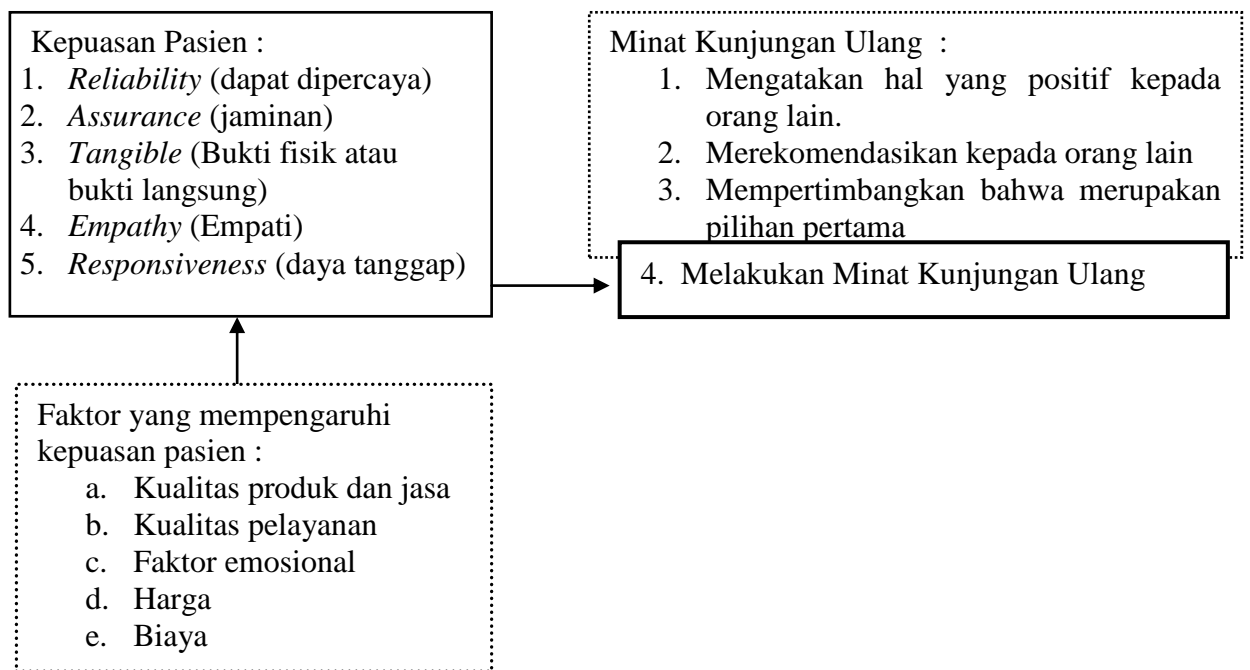 Kepuasan Pasien :
1. Reliability (dapat dipercaya)
2. Assurance (jaminan)
3. Tangible (Bukti fisik atau
bukti langsung)
4. Empathy (Empati)
5. Responsiveness (daya tanggap)
Minat Kunjungan Ulang :
1. Mengatakan hal yang positif kepada
orang lain.
2. Merekomendasikan kepada orang lain
3. Mempertimbangkan bahwa merupakan
pilihan pertama
4. Melakukan Minat Kunjungan Ulang
Faktor yang mempengaruhi
kepuasan pasien :
a. Kualitas produk dan jasa
b. Kualitas pelayanan
c. Faktor emosional
d. Harga
e. Biaya